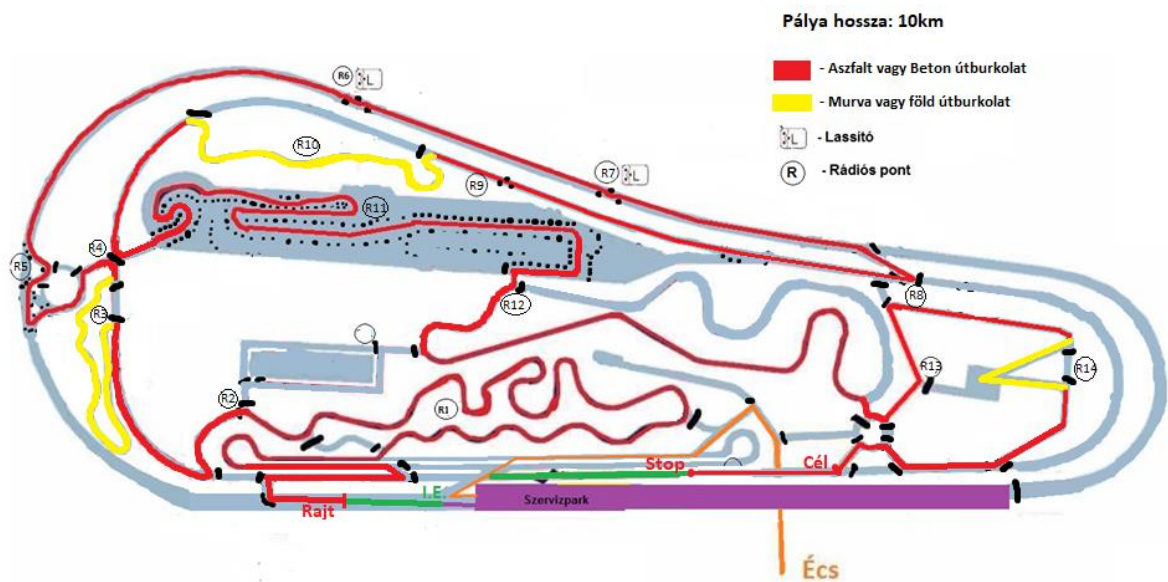 Pálya hossza: 10km
- Aszfalt vagy Beton útburkolat
- Murva vagy föld útburkolat
L - Lassító
R - Rádiós pont
R6 L
R10
R7 L
R9
R11
R4
R5
R8
R12
R3
R13
R14
R2
R1
Stop
Cél
I.E.
Rajt
Szervizpark
Écs